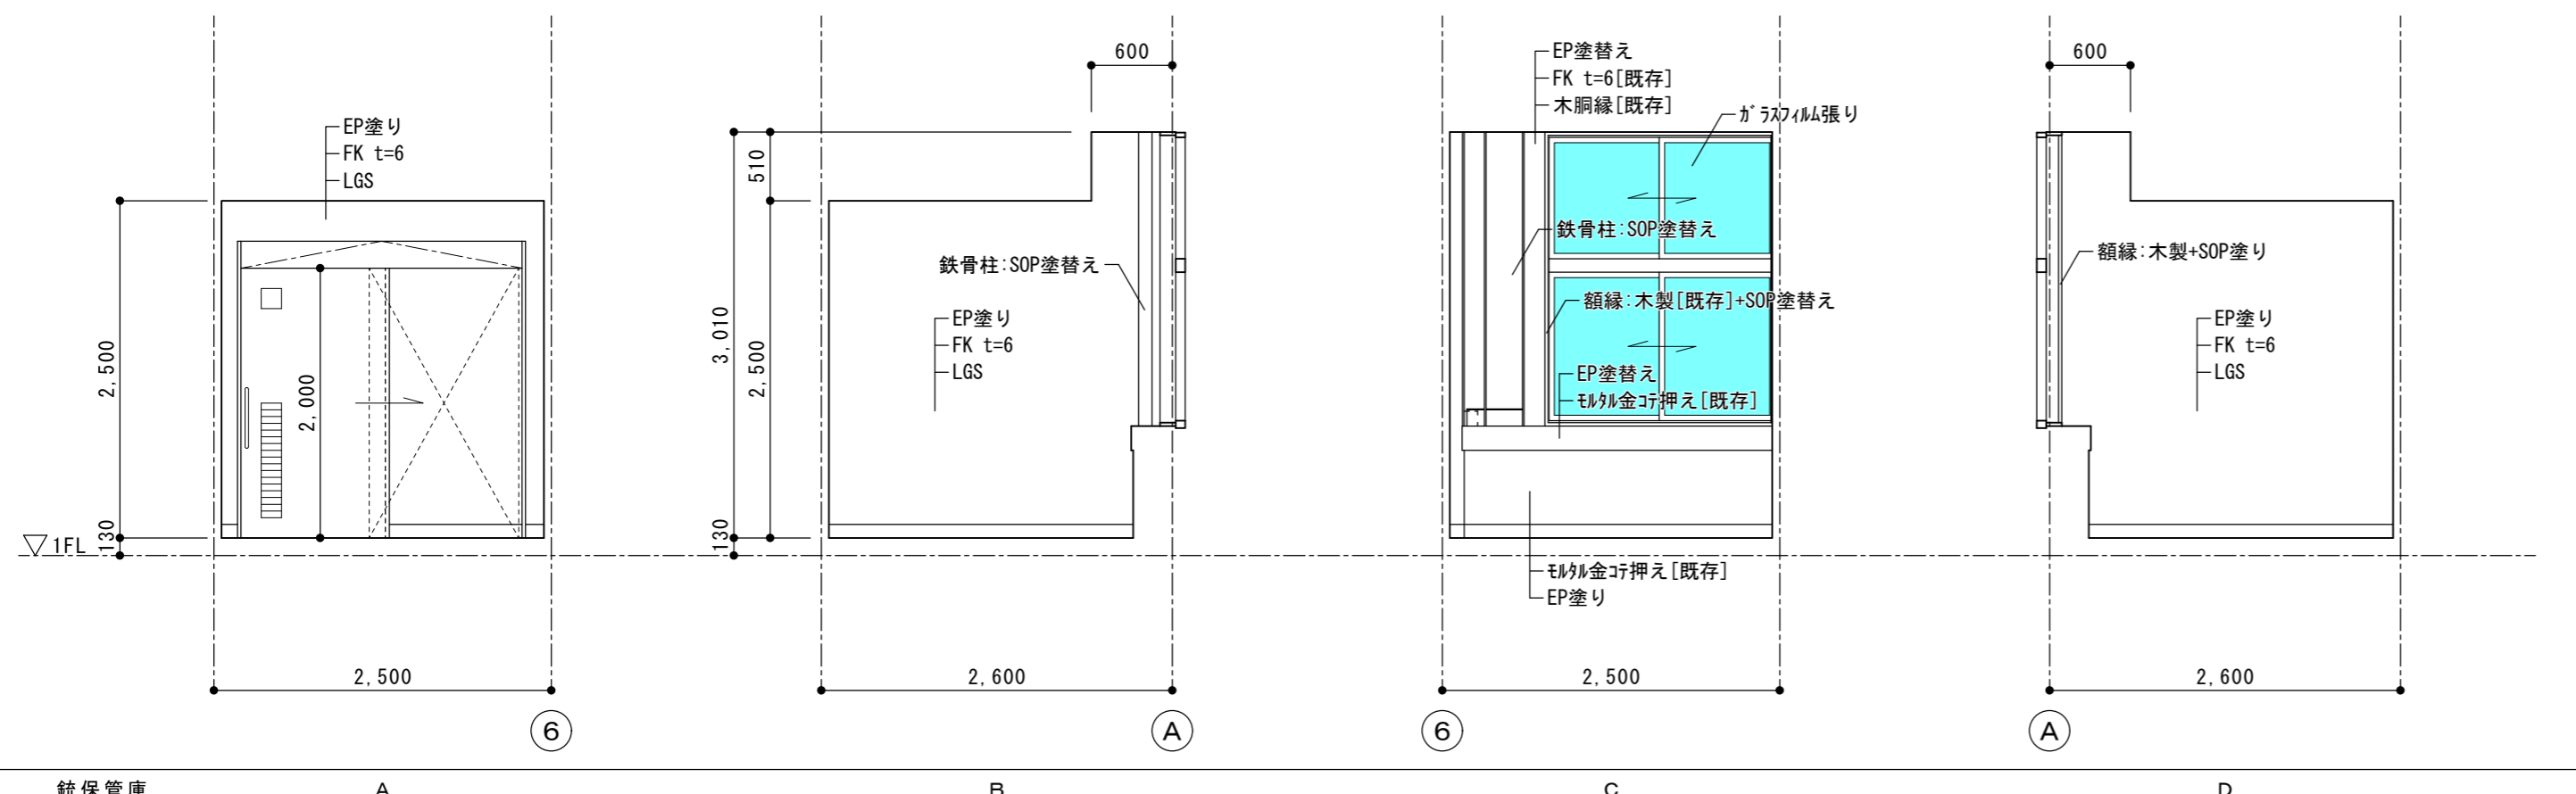 EP塗り
FK t=6
LGS
2,500
2,000
130
1FL
2,500
6
600
510
3,010
2,500
130
鉄骨柱:SOP塗替え
EP塗り
FK t=6
LGS
2,600
A
EP塗替え
FK t=6[既存]
木胴縁[既存]
ガラスフィルム張り
鉄骨柱:SOP塗替え
額縁:木製[既存]+SOP塗替え
EP塗替え
モルタル金コテ押え[既存]
モルタル金コテ押え[既存]
EP塗り
2,500
6
600
額縁:木製+SOP塗り
EP塗り
FK t=6
LGS
2,600
A
銃保管庫
A
B
C
D